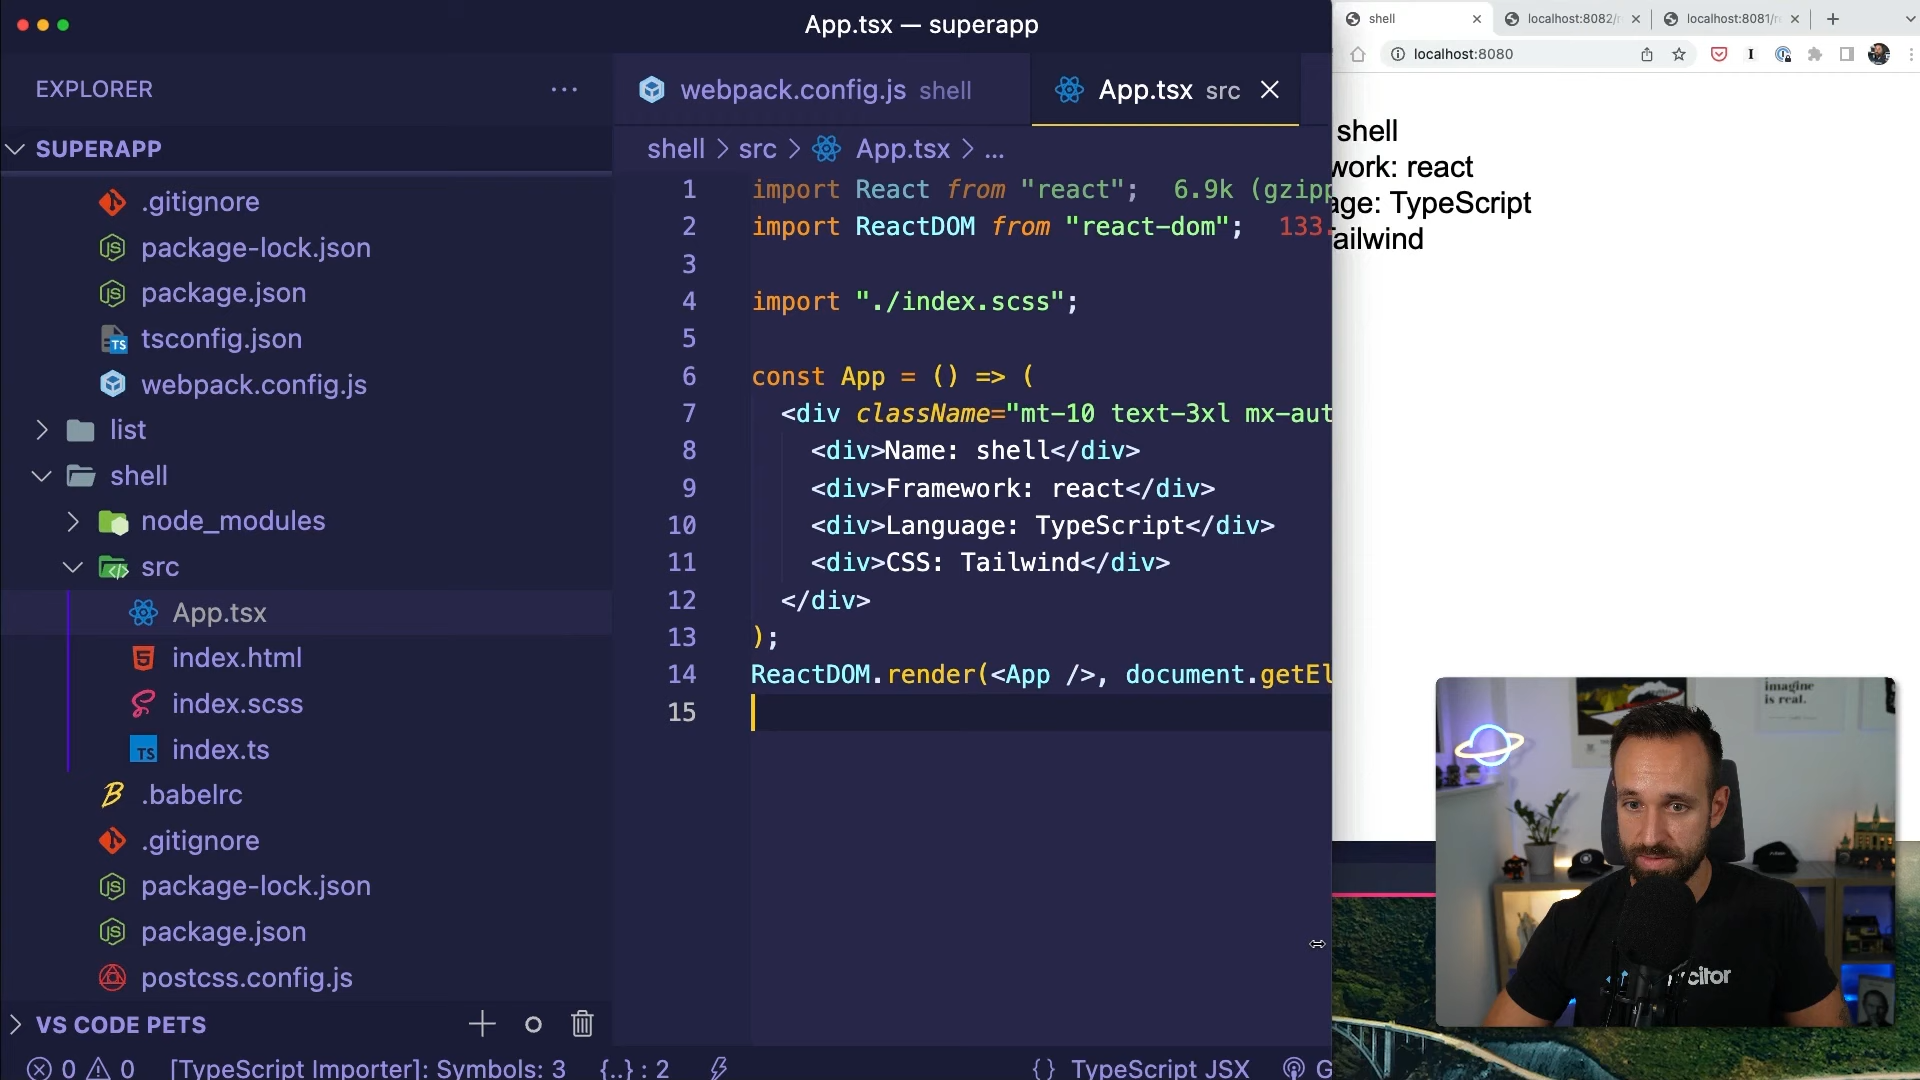 App.tsx — superapp
EXPLORER
SUPERAPP
.gitignore
package-lock.json
package.json
tsconfig.json
webpack.config.js
list
shell
node_modules
src
App.tsx
index.html
index.scss
index.ts
.babelrc
.gitignore
package-lock.json
package.json
postcss.config.js
VS CODE PETS
0 0 [TypeScript Importer]: Symbols: 3 {..} : 2
{} TypeScript JSX G
webpack.config.js shell
App.tsx src
shell > src > App.tsx > ...
1 import React from "react"; 6.9k (gzipp
2 import ReactDOM from "react-dom"; 133.
3
4 import "./index.scss";
5
6 const App = () => (
7 <div className="mt-10 text-3xl mx-aut
8 <div>Name: shell</div>
9 <div>Framework: react</div>
10 <div>Language: TypeScript</div>
11 <div>CSS: Tailwind</div>
12 </div>
13 );
14 ReactDOM.render(<App />, document.getEl
15
shell
localhost:8082/
localhost:8081/
localhost:8080
shell
work: react
age: TypeScript
Tailwind
imagine
is real.
citor